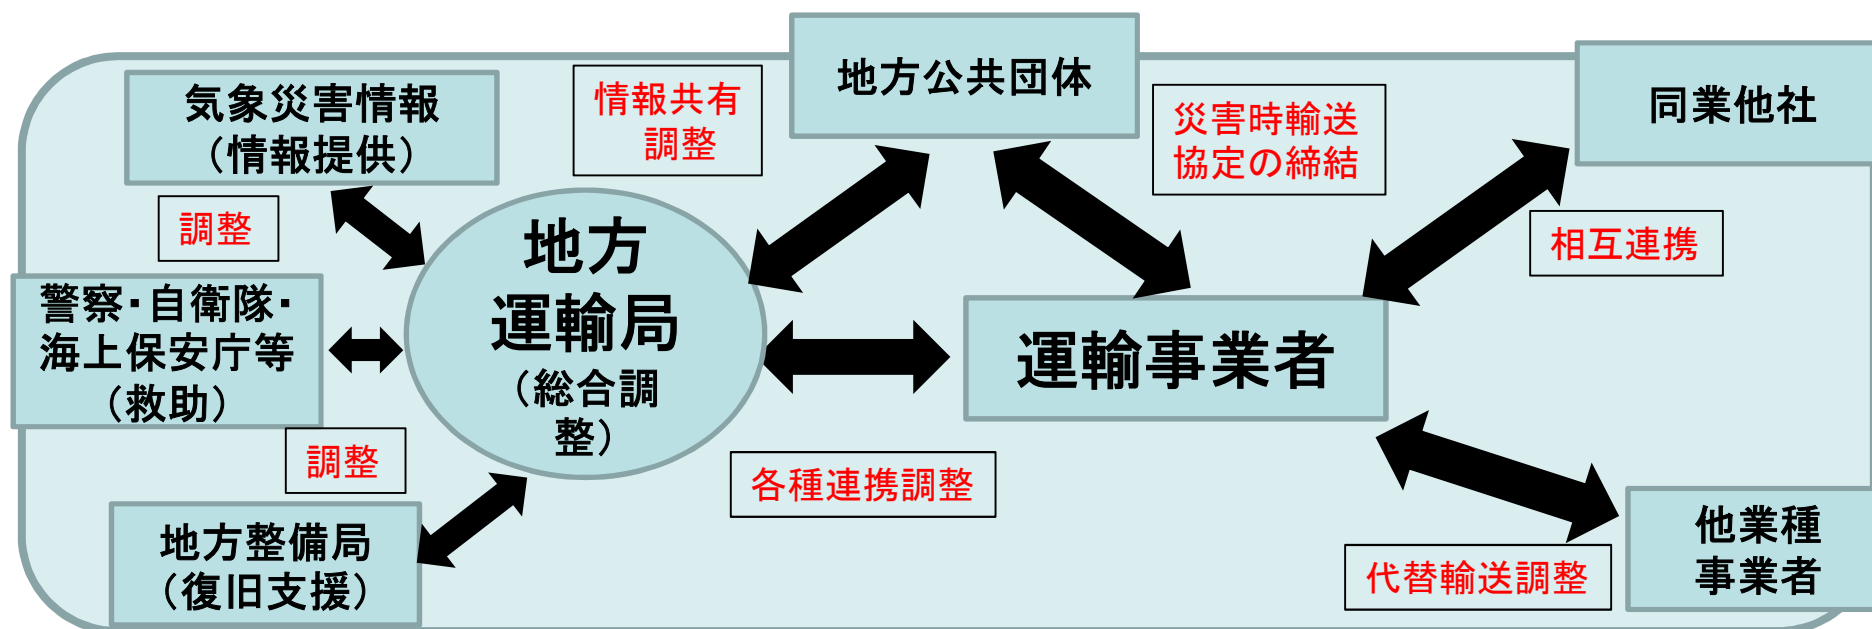 地方公共団体
同業他社
気象災害情報
（情報提供）
情報共有
調整
災害時輸送
協定の締結
調整
相互連携
地方
運輸局
（総合調
整）
警察・自衛隊・
海上保安庁等
（救助）
運輸事業者
調整
各種連携調整
地方整備局
（復旧支援）
他業種
事業者
代替輸送調整